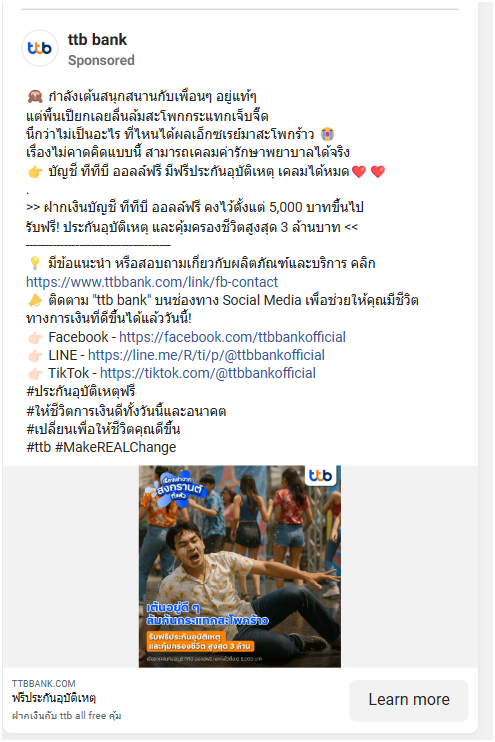 ttb
ttb bank
Sponsored
🙈 กำลังเต้นสนุกสนานกับเพื่อนๆ อยู่แท้ๆ
แต่พื้นเปียกเลยลื่นล้มสะโพกกระแทกเจ็บจี๊ด
นึกว่าไม่เป็นอะไร ที่ไหนได้ผลเอ็กซเรย์มาสะโพกร้าว 😭
เรื่องไม่คาดคิดแบบนี้ สามารถเคลมค่ารักษาพยาบาลได้จริง
👉 บัญชี ทีทีบี ออลล์ฟรี มีฟรีประกันอุบัติเหตุ เคลมได้หมด❤️ ❤️
.
>> ฝากเงินบัญชี ทีทีบี ออลล์ฟรี คงไว้ตั้งแต่ 5,000 บาทขึ้นไป
รับฟรี! ประกันอุบัติเหตุ และคุ้มครองชีวิตสูงสุด 3 ล้านบาท <<
------------------------------------
💡 มีข้อแนะนำ หรือสอบถามเกี่ยวกับผลิตภัณฑ์และบริการ คลิก
https://www.ttbbank.com/link/fb-contact
📣 ติดตาม "ttb bank" บนช่องทาง Social Media เพื่อช่วยให้คุณมีชีวิต
ทางการเงินที่ดีขึ้นได้แล้ววันนี้!
👉🏻 Facebook - https://facebook.com/ttbbankofficial
👉🏻 LINE - https://line.me/R/ti/p/@ttbbankofficial
👉🏻 TikTok - https://tiktok.com/@ttbbankofficial
#ประกันอุบัติเหตุฟรี
#ให้ชีวิตการเงินดีทั้งวันนี้และอนาคต
#เปลี่ยนเพื่อให้ชีวิตคุณดีขึ้น
#ttb #MakeREALChange
สงกรานต์
ttb
เต้นอยู่ดี ๆ
ล้มก้นกระแทกสะโพกร้าว
รับฟรีประกันอุบัติเหตุ
และคุ้มครองชีวิต สูงสุด 3 ล้าน
TTBBANK.COM
ฟรีประกันอุบัติเหตุ
ฝากเงินกับ ttb all free คุ้ม
Learn more